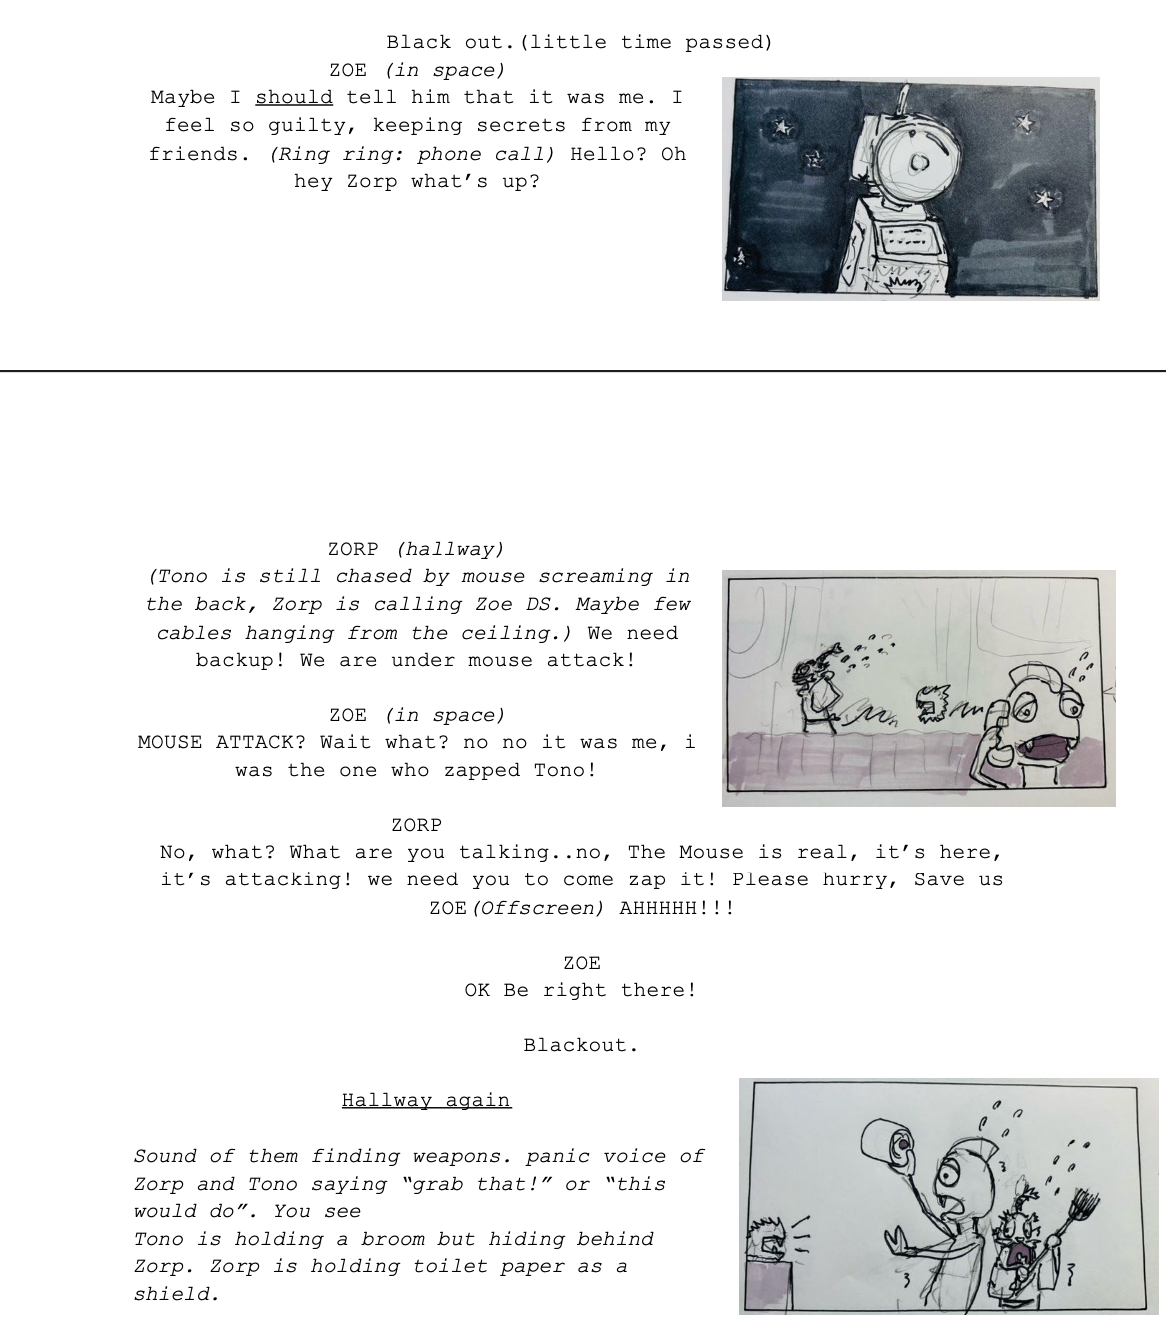 Black out.(little time passed)
ZOE (in space)
Maybe I should tell him that it was me. I
feel so guilty, keeping secrets from my
friends. (Ring ring: phone call) Hello? Oh
hey Zorp what’s up?
ZORP (hallway)
(Tono is still chased by mouse screaming in
the back, Zorp is calling Zoe DS. Maybe few
cables hanging from the ceiling.) We need
backup! We are under mouse attack!
ZOE (in space)
MOUSE ATTACK? Wait what? no no it was me, i
was the one who zapped Tono!
ZORP
No, what? What are you talking..no, The Mouse is real, it’s here,
it’s attacking! we need you to come zap it! Please hurry, Save us
ZOE(Offscreen) AHHHHH!!!
ZOE
OK Be right there!
Blackout.
Hallway again
Sound of them finding weapons. panic voice of
Zorp and Tono saying “grab that!” or “this
would do”. You see
Tono is holding a broom but hiding behind
Zorp. Zorp is holding toilet paper as a
shield.